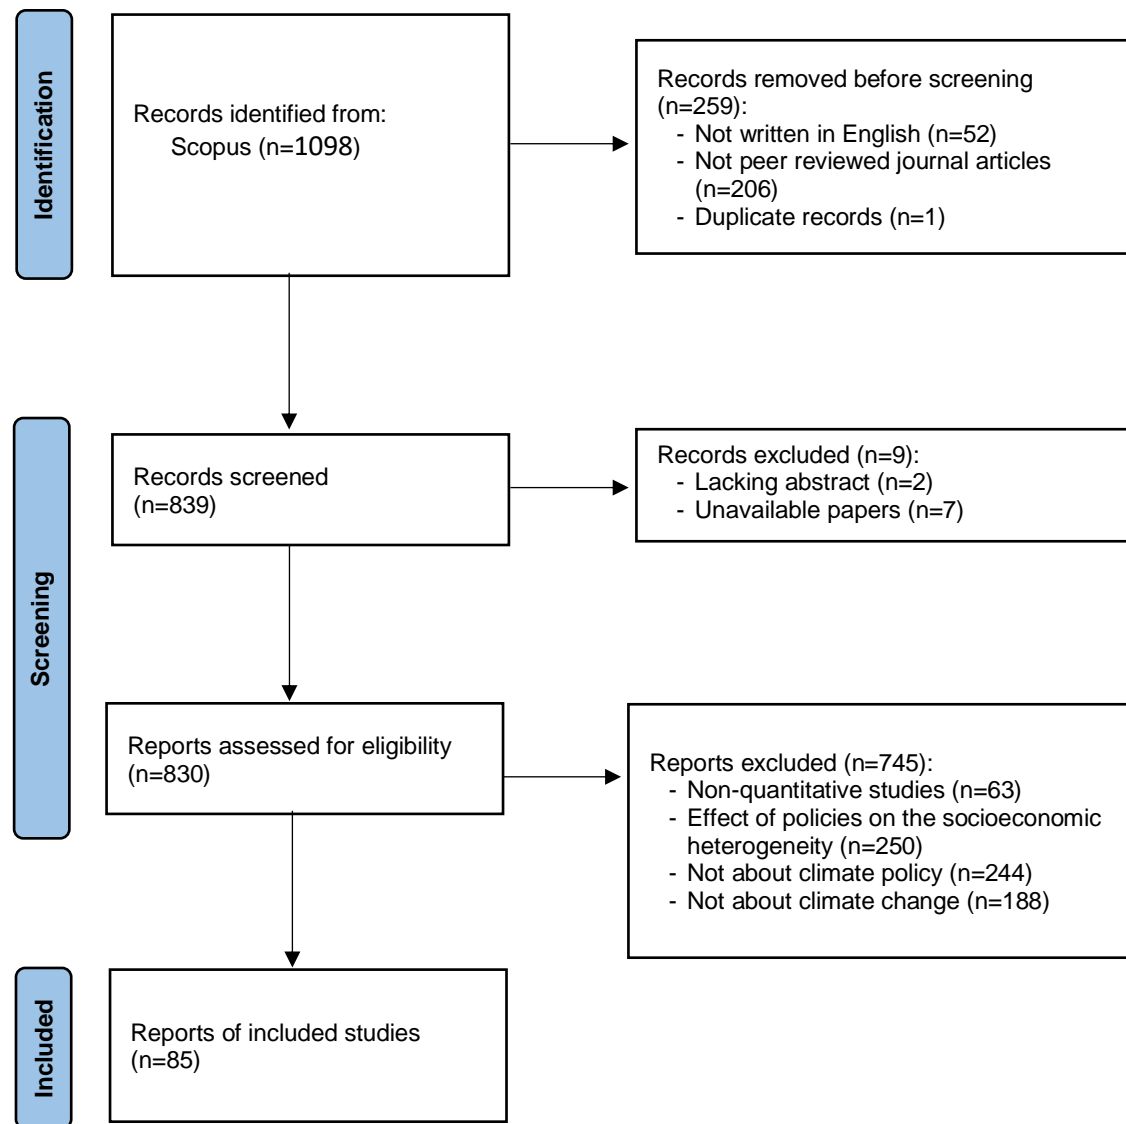 Identification
Records identified from:
Scopus (n=1098)
Records removed before screening
(n=259):
- Not written in English (n=52)
- Not peer reviewed journal articles
(n=206)
- Duplicate records (n=1)
Screening
Records screened
(n=839)
Records excluded (n=9):
- Lacking abstract (n=2)
- Unavailable papers (n=7)
Reports assessed for eligibility
(n=830)
Reports excluded (n=745):
- Non-quantitative studies (n=63)
- Effect of policies on the socioeconomic
heterogeneity (n=250)
- Not about climate policy (n=244)
- Not about climate change (n=188)
Included
Reports of included studies
(n=85)